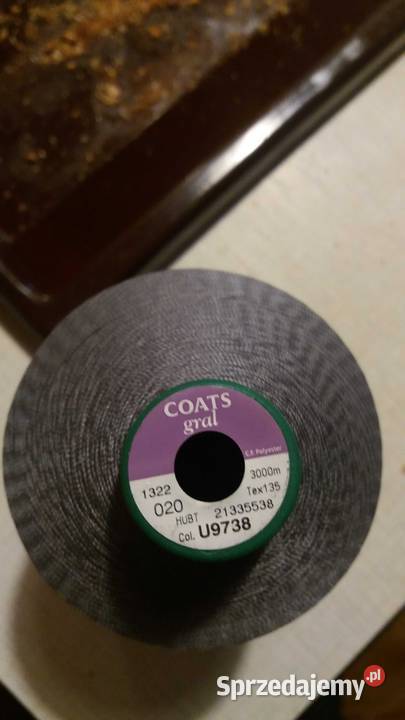 COATS
gral
C.F. Polyester
1322
3000m
020
Tex135
HUBT 21335538
Col. U9738
Sprzedajemy.pl